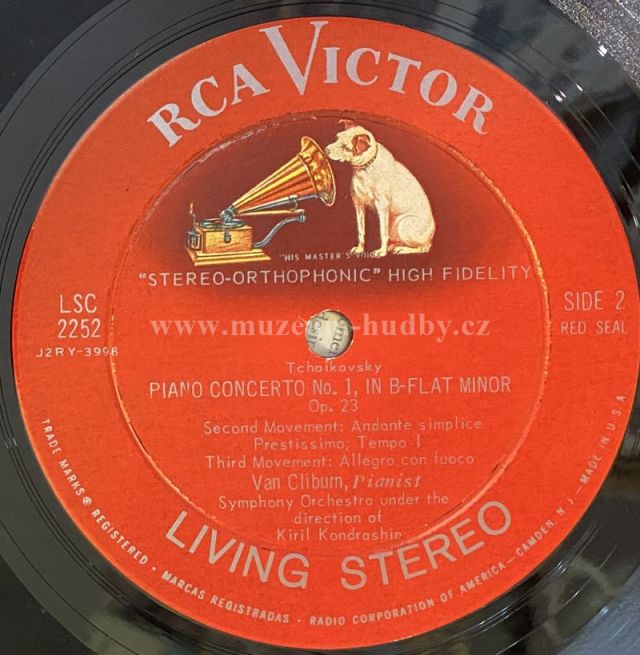 RCA VICTOR
"HIS MASTER'S VOICE"
"STEREO-ORTHOPHONIC" HIGH FIDELITY
LSC
2252
J2RY-3998
SIDE 2
RED SEAL
www.muzeum-hudby.cz
Tchaikovsky
PIANO CONCERTO No. 1, IN B-FLAT MINOR
Op. 23
Second Movement: Andante simplice
Prestissimo; Tempo I
Third Movement: Allegro con fuoco
Van Cliburn, Pianist
Symphony Orchestra under the
direction of
Kiril Kondrashin
LIVING STEREO
TRADE MARKS ® REGISTERED • MARCAS REGISTRADAS • RADIO CORPORATION OF AMERICA — CAMDEN, N. J. — MADE IN U.S.A.